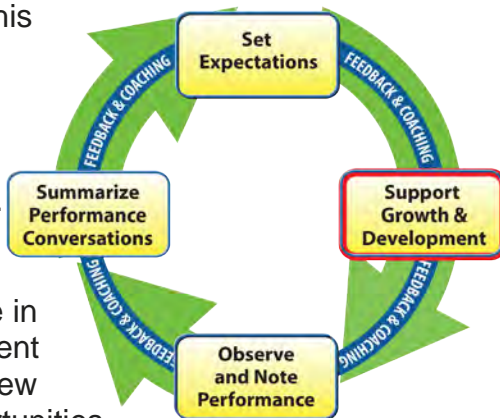 his
Set
Expectations
FEEDBACK & COACHING
FEEDBACK & COACHING
Summarize
Performance
Conversations
Support
Growth &
Development
e in
ent
ew
rtunities
FEEDBACK & COACHING
FEEDBACK & COACHING
Observe
and Note
Performance